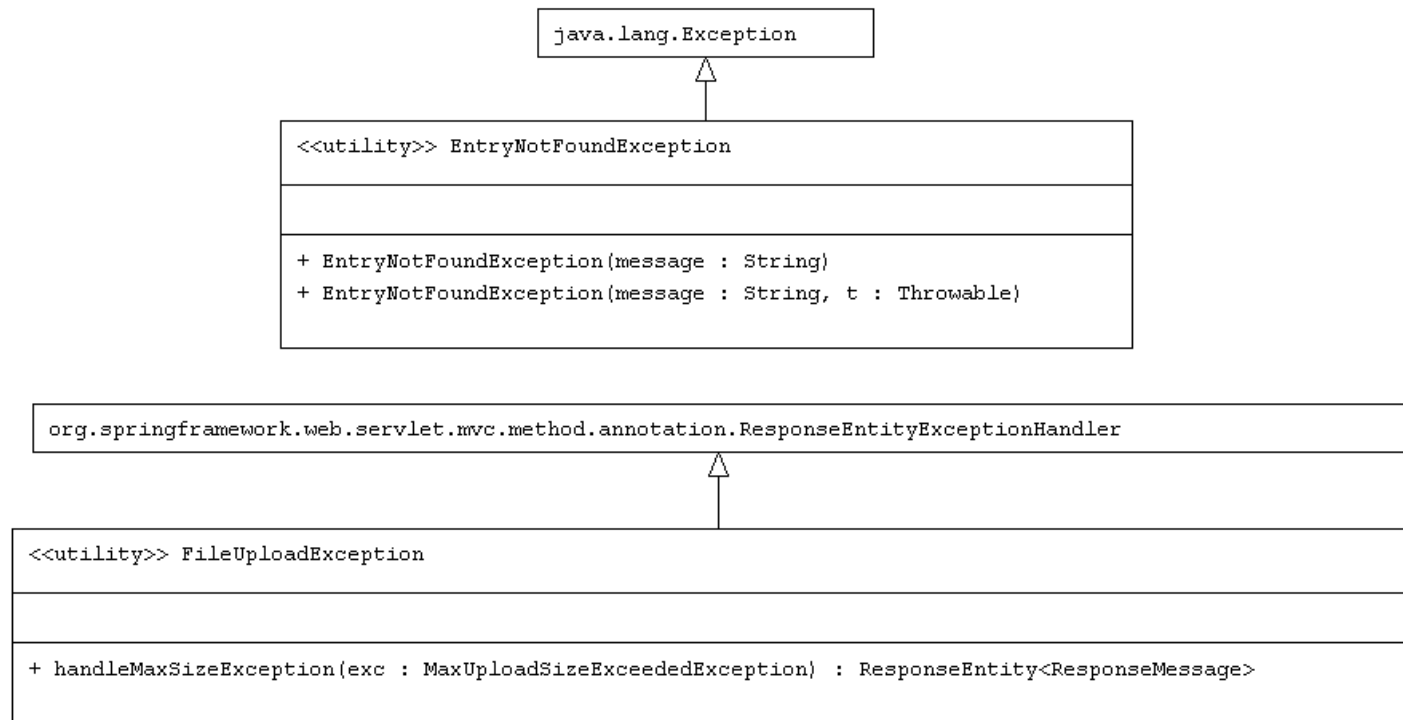 java.lang.Exception
<<utility>> EntryNotFoundException
+ EntryNotFoundException(message : String)
+ EntryNotFoundException(message : String, t : Throwable)
org.springframework.web.servlet.mvc.method.annotation.ResponseEntityExceptionHandler
<<utility>> FileUploadException
+ handleMaxSizeException(exc : MaxUploadSizeExceededException) : ResponseEntity<ResponseMessage>